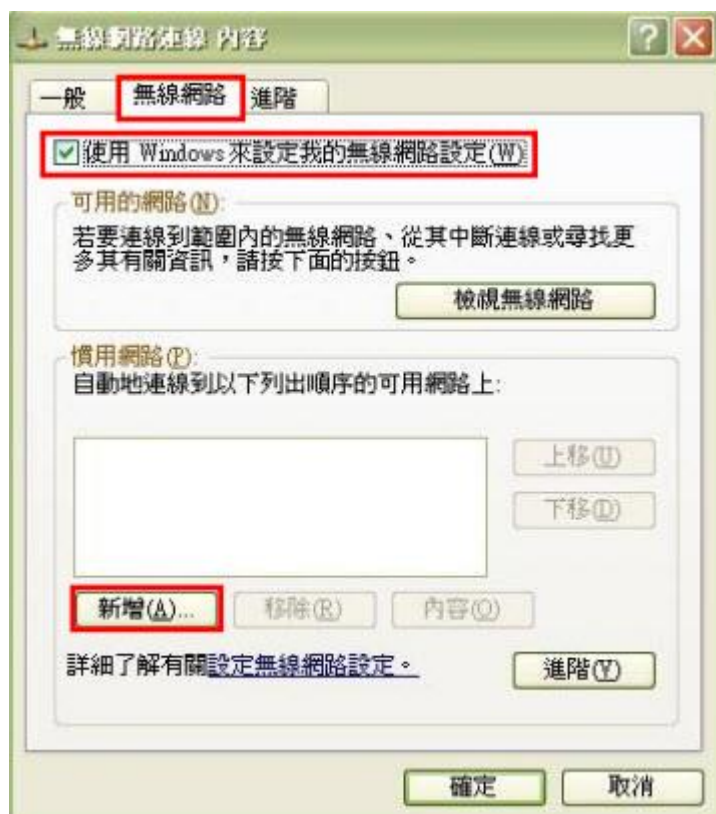 無線網路連線 內容
一般 無線網路 進階
使用 Windows 來設定我的無線網路設定(W)
可用的網路(N):
若要連線到範圍內的無線網路、從其中斷連線或尋找更
多其有關資訊，請按下面的按鈕。
檢視無線網路
慣用網路(P):
自動地連線到以下列出順序的可用網路上:
上移(U)
下移(D)
新增(A)... 移除(R) 內容(O)
詳細了解有關設定無線網路設定。 進階(V)
確定 取消